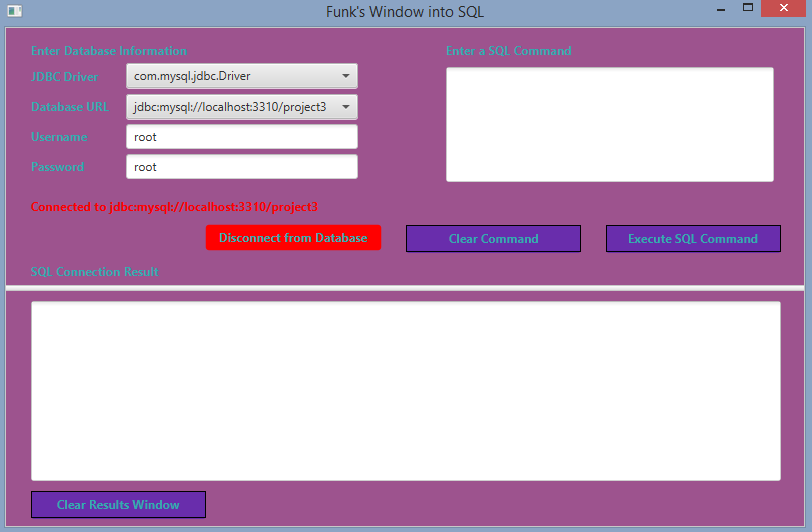 Funk's Window into SQL
Enter Database Information
Enter a SQL Command
JDBC Driver
com.mysql.jdbc.Driver
Database URL
jdbc:mysql://localhost:3310/project3
Username
root
Password
root
Connected to jdbc:mysql://localhost:3310/project3
Disconnect from Database
Clear Command
Execute SQL Command
SQL Connection Result
Clear Results Window